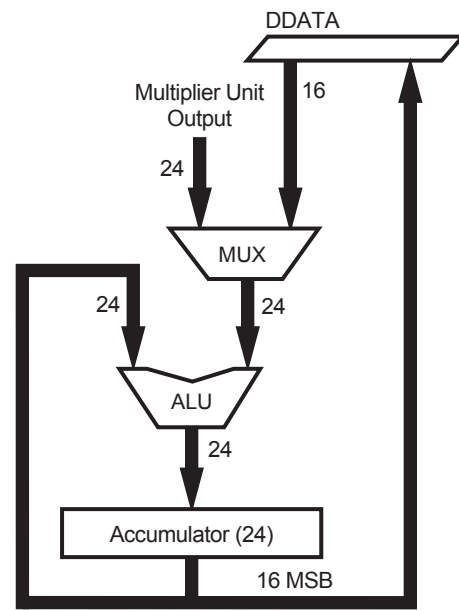 DDATA
16
Multiplier Unit
Output
24
MUX
24
24
ALU
24
Accumulator (24)
16 MSB